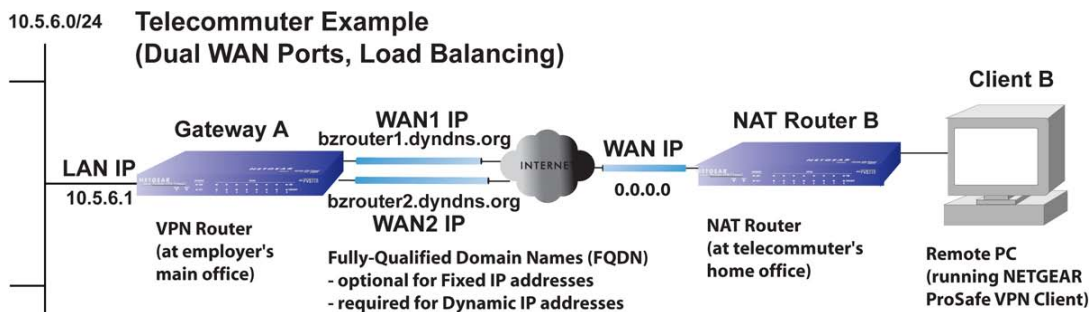 10.5.6.0/24
Telecommuter Example
(Dual WAN Ports, Load Balancing)
Client B
Gateway A
WAN1 IP
bzrouter1.dyndns.org
NAT Router B
LAN IP
10.5.6.1
NETGEAR
INTERNET
WAN IP
0.0.0.0
NETGEAR
bzrouter2.dyndns.org
WAN2 IP
VPN Router
(at employer's
main office)
Fully-Qualified Domain Names (FQDN)
- optional for Fixed IP addresses
- required for Dynamic IP addresses
NAT Router
(at telecommuter's
home office)
Remote PC
(running NETGEAR
ProSafe VPN Client)